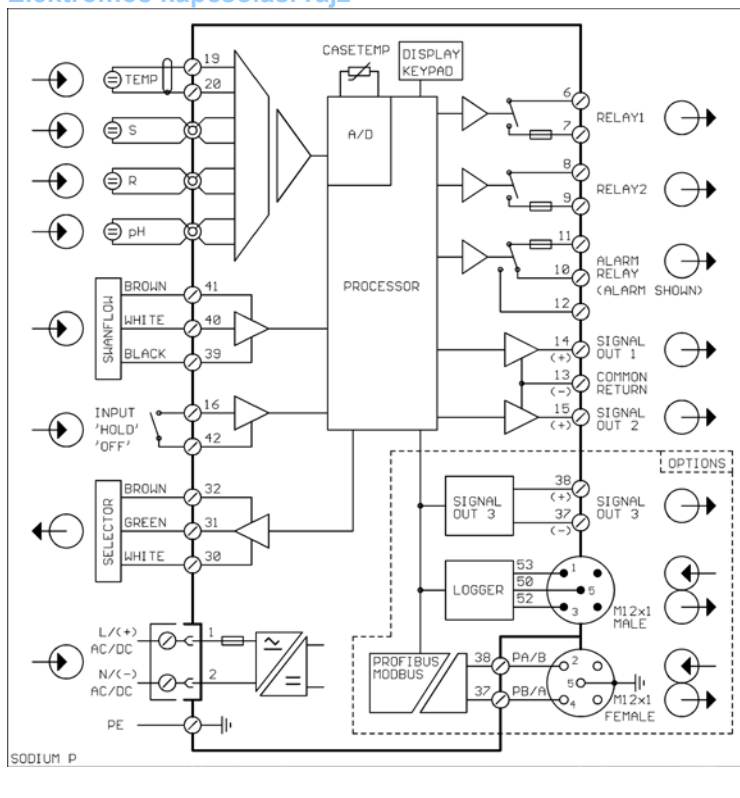 Elektromos kapcsolási rajz
CASETEMP
DISPLAY
KEYPAD
19
TEMP
20
S
R
pH
A/D
PROCESSOR
6
7
RELAY1
8
9
RELAY2
11
10
12
ALARM
RELAY
(ALARM SHOWN)
BROWN
41
WHITE
40
BLACK
39
SWANFLOW
14
(+)
SIGNAL
OUT 1
13
(-)
COMMON
RETURN
15
(+)
SIGNAL
OUT 2
INPUT
'HOLD'
'OFF'
16
42
OPTIONS
BROWN
32
GREEN
31
WHITE
30
SELECTOR
SIGNAL
OUT 3
38
(+)
37
(-)
SIGNAL
OUT 3
LOGGER
53
50
52
1
5
3
M12x1
MALE
L/(+)
AC/DC
1
N/(-)
AC/DC
2
PE
PROFIBUS
MODBUS
38
PA/B
37
PB/A
2
5
4
M12x1
FEMALE
SODIUM P